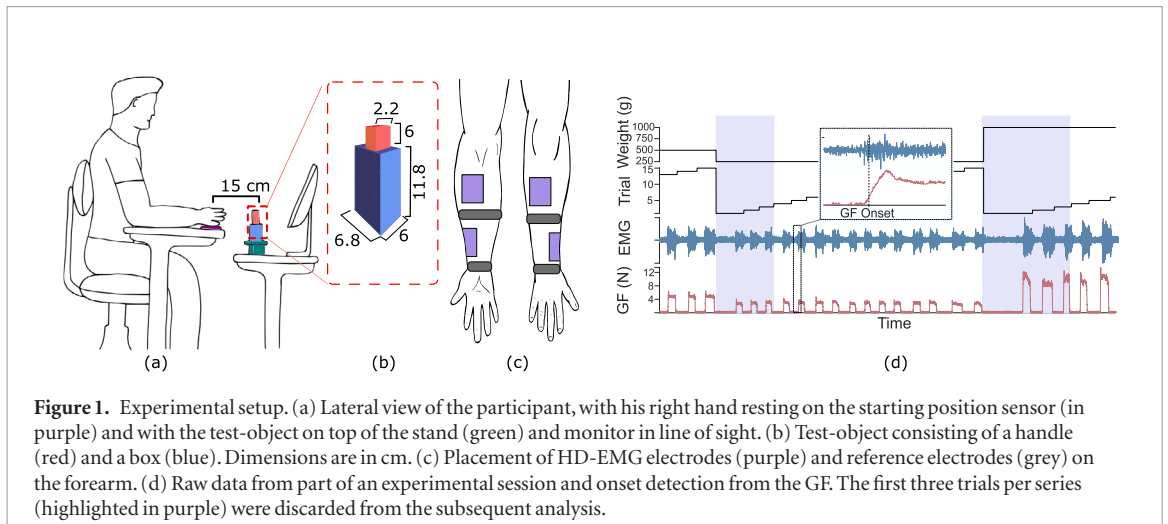 15 cm
(a)
2.2
6
11.8
6.8
6
(b)
(c)
Weight (g)
1000
750
500
250
Trial
15
10
5
EMG
GF (N)
12
8
4
GF Onset
Time
(d)
Figure 1. Experimental setup. (a) Lateral view of the participant, with his right hand resting on the starting position sensor (in
purple) and with the test-object on top of the stand (green) and monitor in line of sight. (b) Test-object consisting of a handle
(red) and a box (blue). Dimensions are in cm. (c) Placement of HD-EMG electrodes (purple) and reference electrodes (grey) on
the forearm. (d) Raw data from part of an experimental session and onset detection from the GF. The first three trials per series
(highlighted in purple) were discarded from the subsequent analysis.